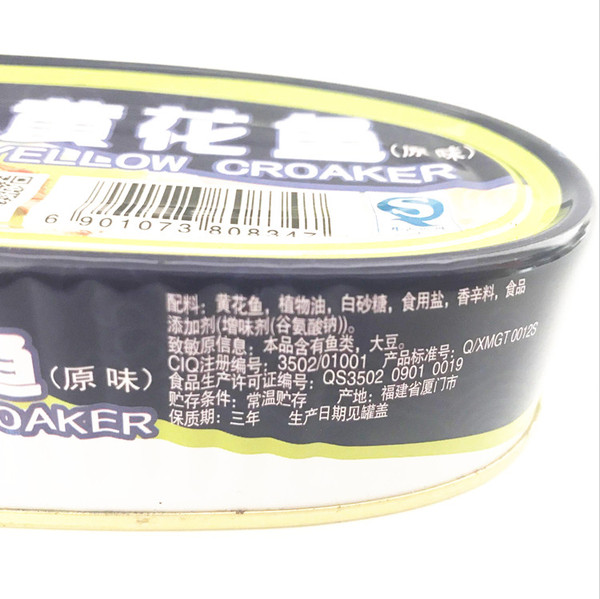 黄花鱼(原味)
YELLOW CROAKER
6 901073 808347
配料：黄花鱼，植物油，白砂糖，食用盐，香辛料，食品
添加剂(增味剂(谷氨酸钠))。
致敏原信息：本品含有鱼类，大豆。
CIQ注册编号：3502/01001 产品标准号：Q/XMGT 0012S
食品生产许可证编号：QS3502 0901 0019
贮存条件：常温贮存 产地：福建省厦门市
保质期：三年 生产日期见罐盖
鱼(原味)
OAKER